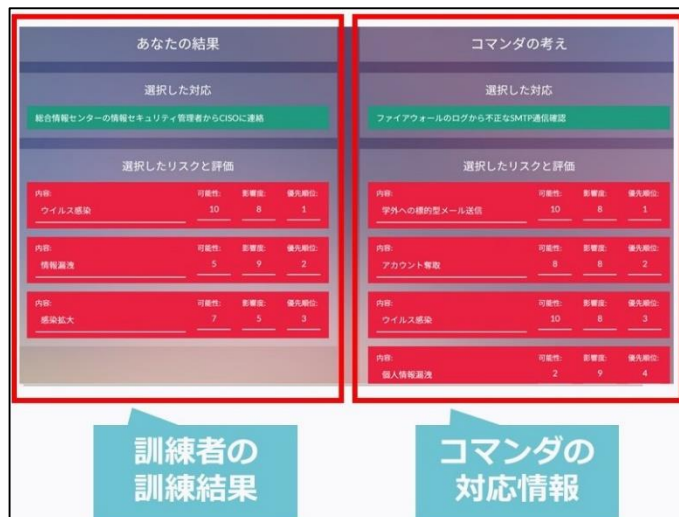 あなたの結果
選択した対応
総合情報センターの情報セキュリティ管理者からCISOに連絡
選択したリスクと評価
内容: 可能性: 影響度: 優先順位:
ウイルス感染 10 8 1
内容: 可能性: 影響度: 優先順位:
情報漏洩 5 9 2
内容: 可能性: 影響度: 優先順位:
感染拡大 7 5 3
訓練者の
訓練結果
コマンダの考え
選択した対応
ファイアウォールのログから不正なSMTP通信確認
選択したリスクと評価
内容: 可能性: 影響度: 優先順位:
学外への標的型メール送信 10 8 1
内容: 可能性: 影響度: 優先順位:
アカウント奪取 8 8 2
内容: 可能性: 影響度: 優先順位:
ウイルス感染 10 8 3
内容: 可能性: 影響度: 優先順位:
個人情報漏洩 2 9 4
コマンダの
対応情報